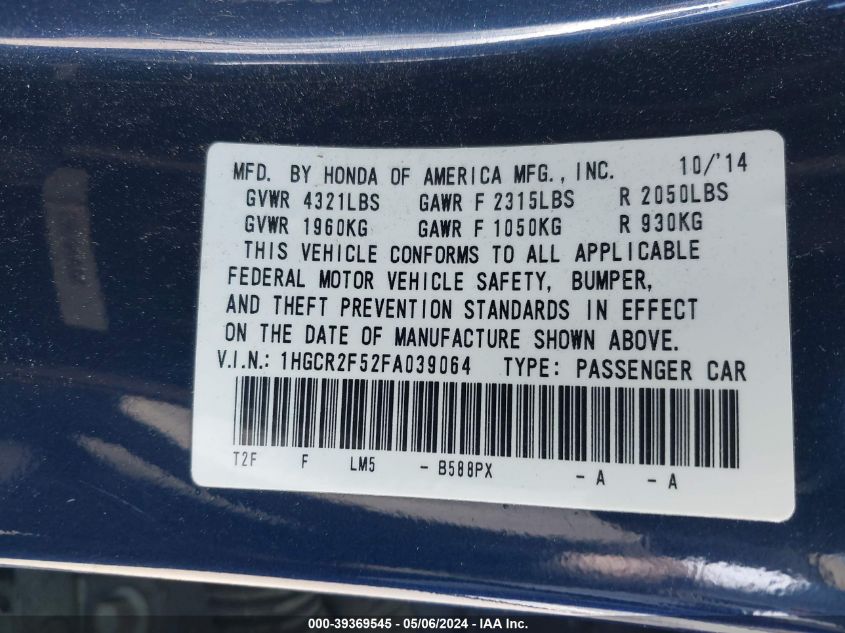 MFD. BY HONDA OF AMERICA MFG., INC. 10/'14
GVWR 4321LBS GAWR F 2315LBS R 2050LBS
GVWR 1960KG GAWR F 1050KG R 930KG
THIS VEHICLE CONFORMS TO ALL APPLICABLE
FEDERAL MOTOR VEHICLE SAFETY, BUMPER,
AND THEFT PREVENTION STANDARDS IN EFFECT
ON THE DATE OF MANUFACTURE SHOWN ABOVE.
V.I.N.: 1HGCR2F52FA039064 TYPE: PASSENGER CAR
T2F F LM5 - B588PX - A - A
000-39369545 - 05/06/2024 - IAA Inc.